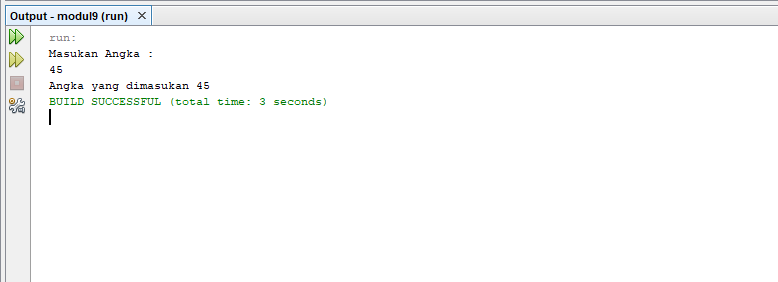 Output - modul9 (run)
run:
Masukan Angka :
45
Angka yang dimasukan 45
BUILD SUCCESSFUL (total time: 3 seconds)